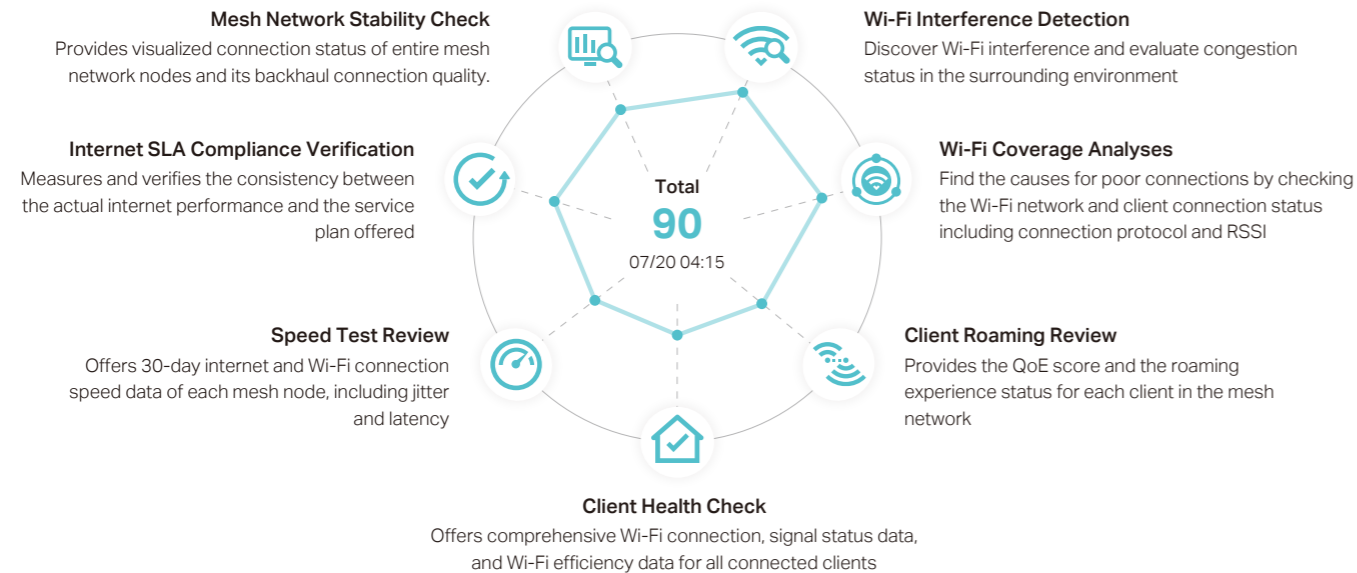 Mesh Network Stability Check
Provides visualized connection status of entire mesh
network nodes and its backhaul connection quality.
Wi-Fi Interference Detection
Discover Wi-Fi interference and evaluate congestion
status in the surrounding environment
Internet SLA Compliance Verification
Measures and verifies the consistency between
the actual internet performance and the service
plan offered
Total
90
07/20 04:15
Wi-Fi Coverage Analyses
Find the causes for poor connections by checking
the Wi-Fi network and client connection status
including connection protocol and RSSI
Speed Test Review
Offers 30-day internet and Wi-Fi connection
speed data of each mesh node, including jitter
and latency
Client Roaming Review
Provides the QoE score and the roaming
experience status for each client in the mesh
network
Client Health Check
Offers comprehensive Wi-Fi connection, signal status data,
and Wi-Fi efficiency data for all connected clients